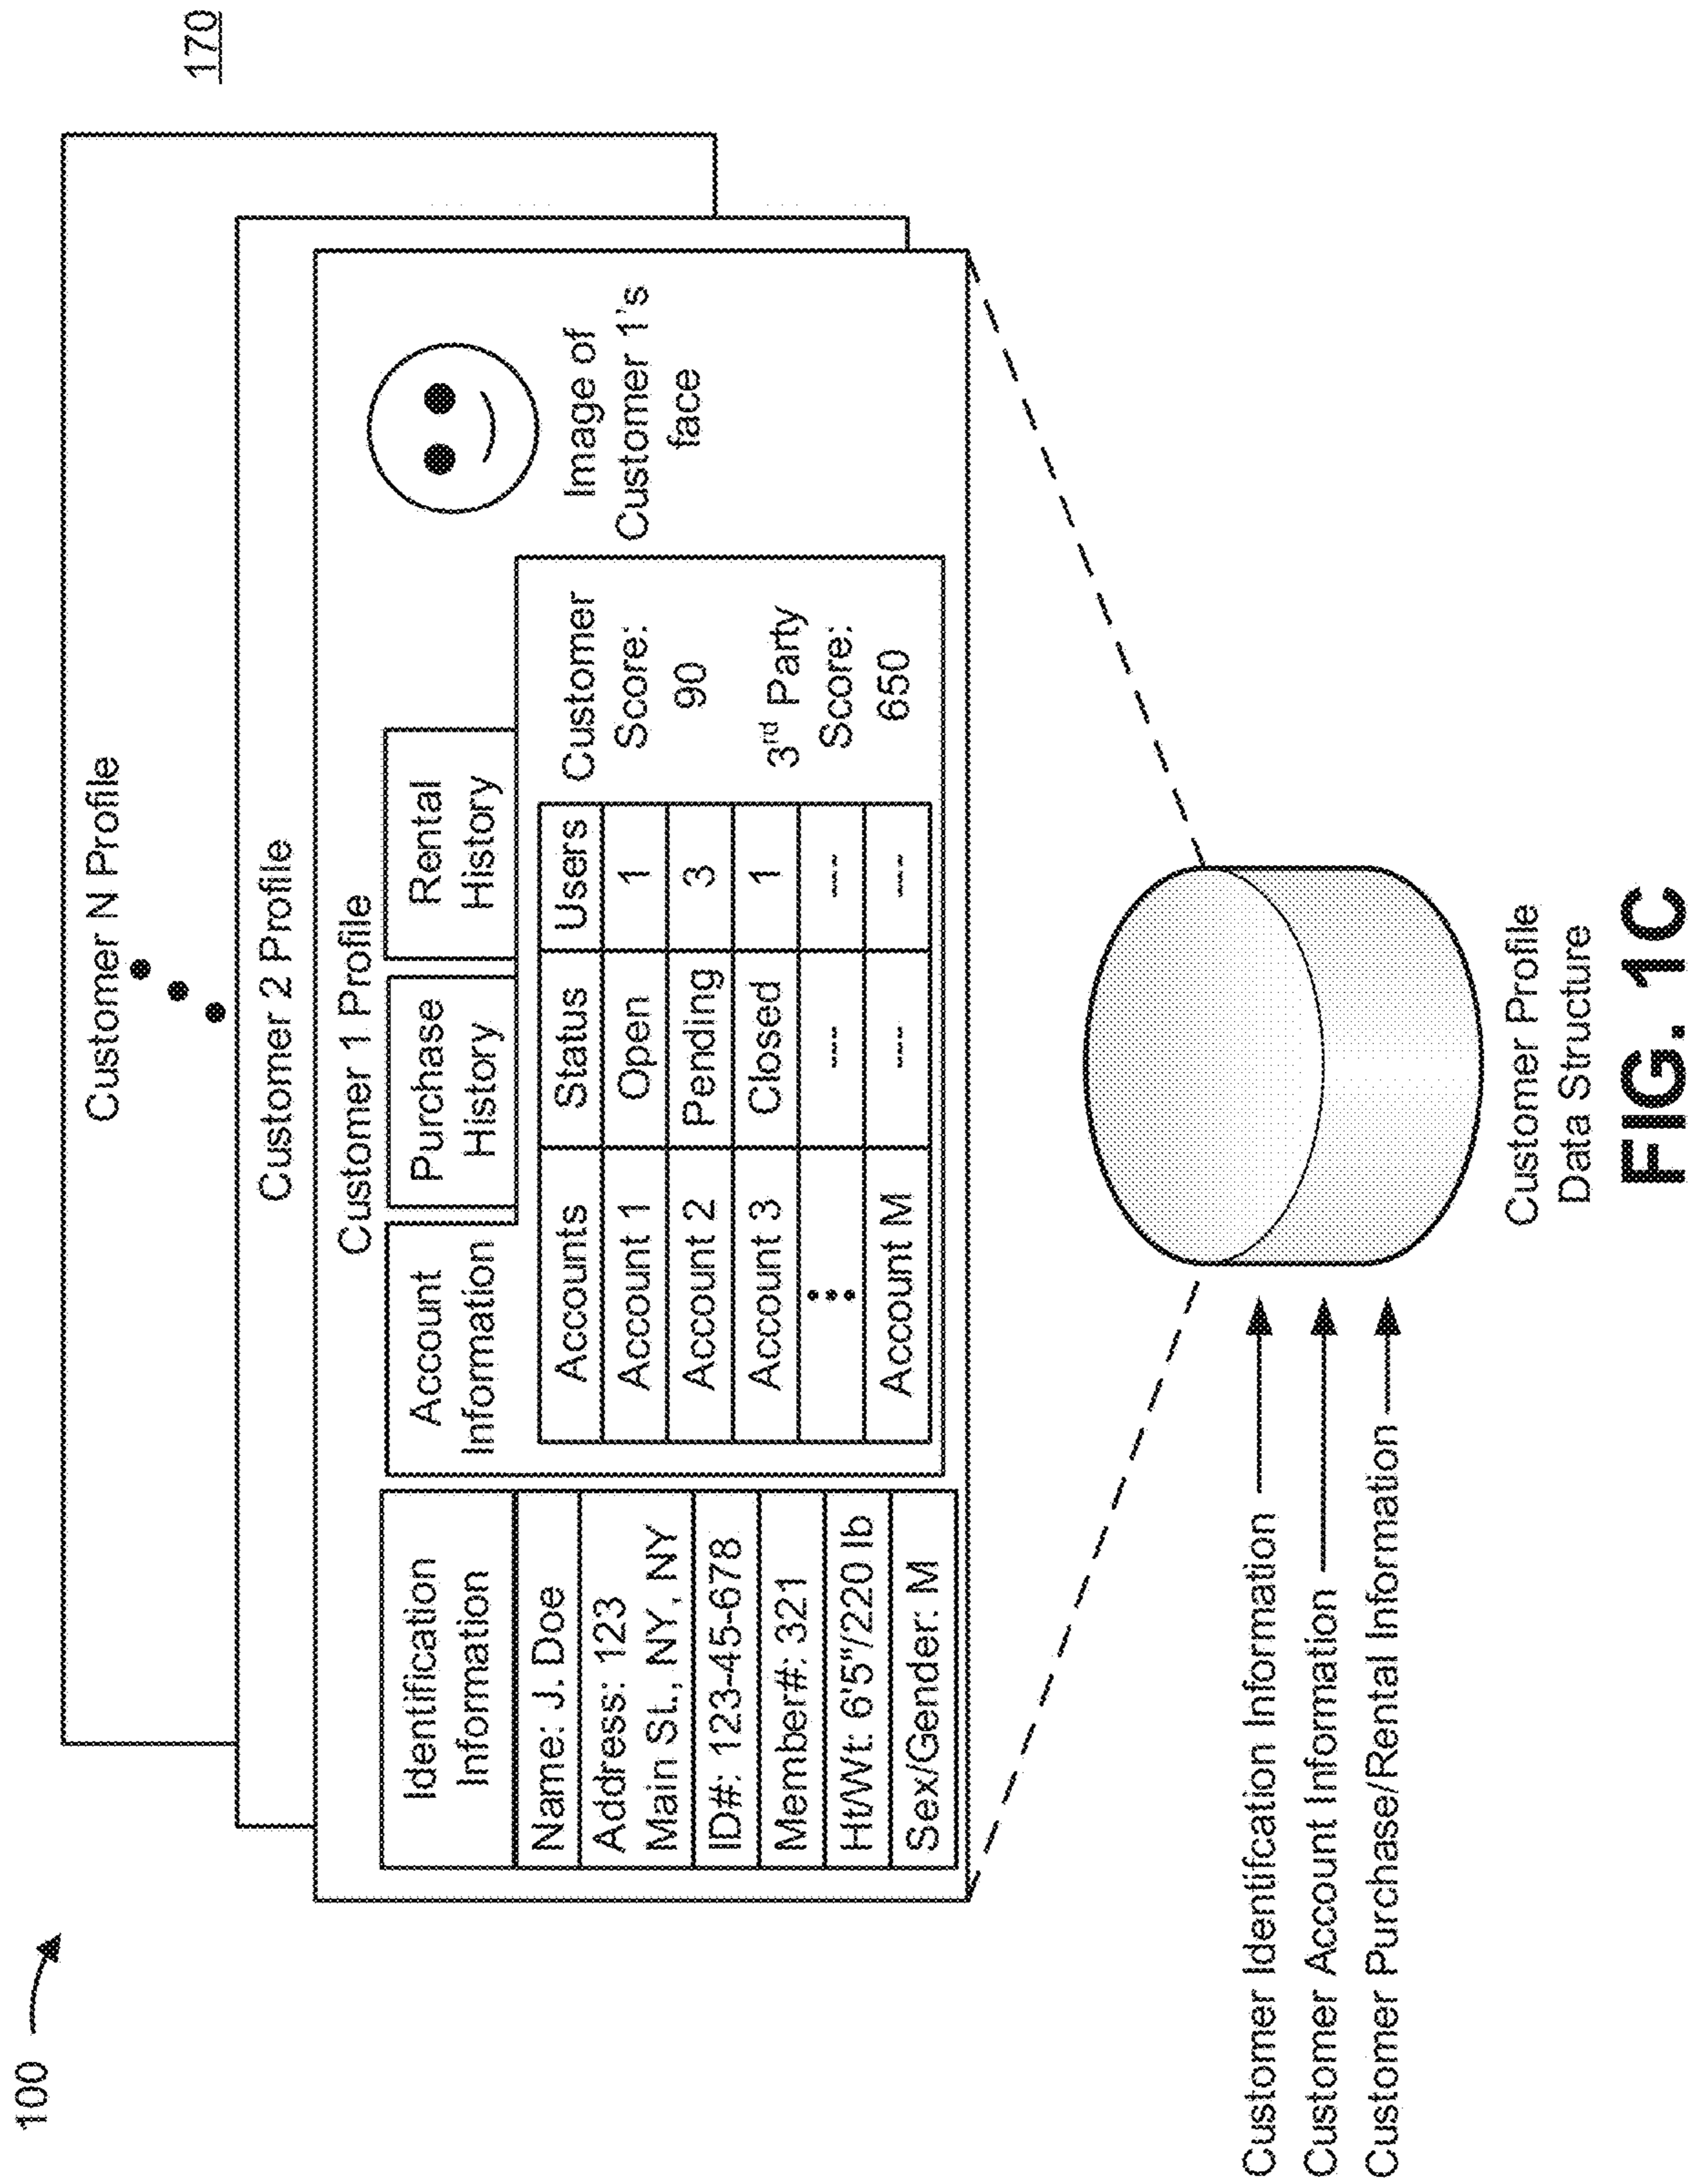 100
170
Customer N Profile
Customer 2 Profile
Customer 1 Profile
Identification
Information
Name: J. Doe
Address: 123
Main St., NY, NY
ID#: 123-45-678
Member#: 321
Ht/Wt: 6'5"/220 lb
Sex/Gender: M
Account
Information
Purchase
History
Rental
History
Accounts Status Users
Account 1 Open 1
Account 2 Pending 3
Account 3 Closed 1
⋮ ---- ----
Account M ---- ----
Customer
Score:
90
3rd Party
Score:
650
Image of
Customer 1's
face
Customer Identifcation Information
Customer Account Information
Customer Purchase/Rental Information
Customer Profile
Data Structure
FIG. 1C